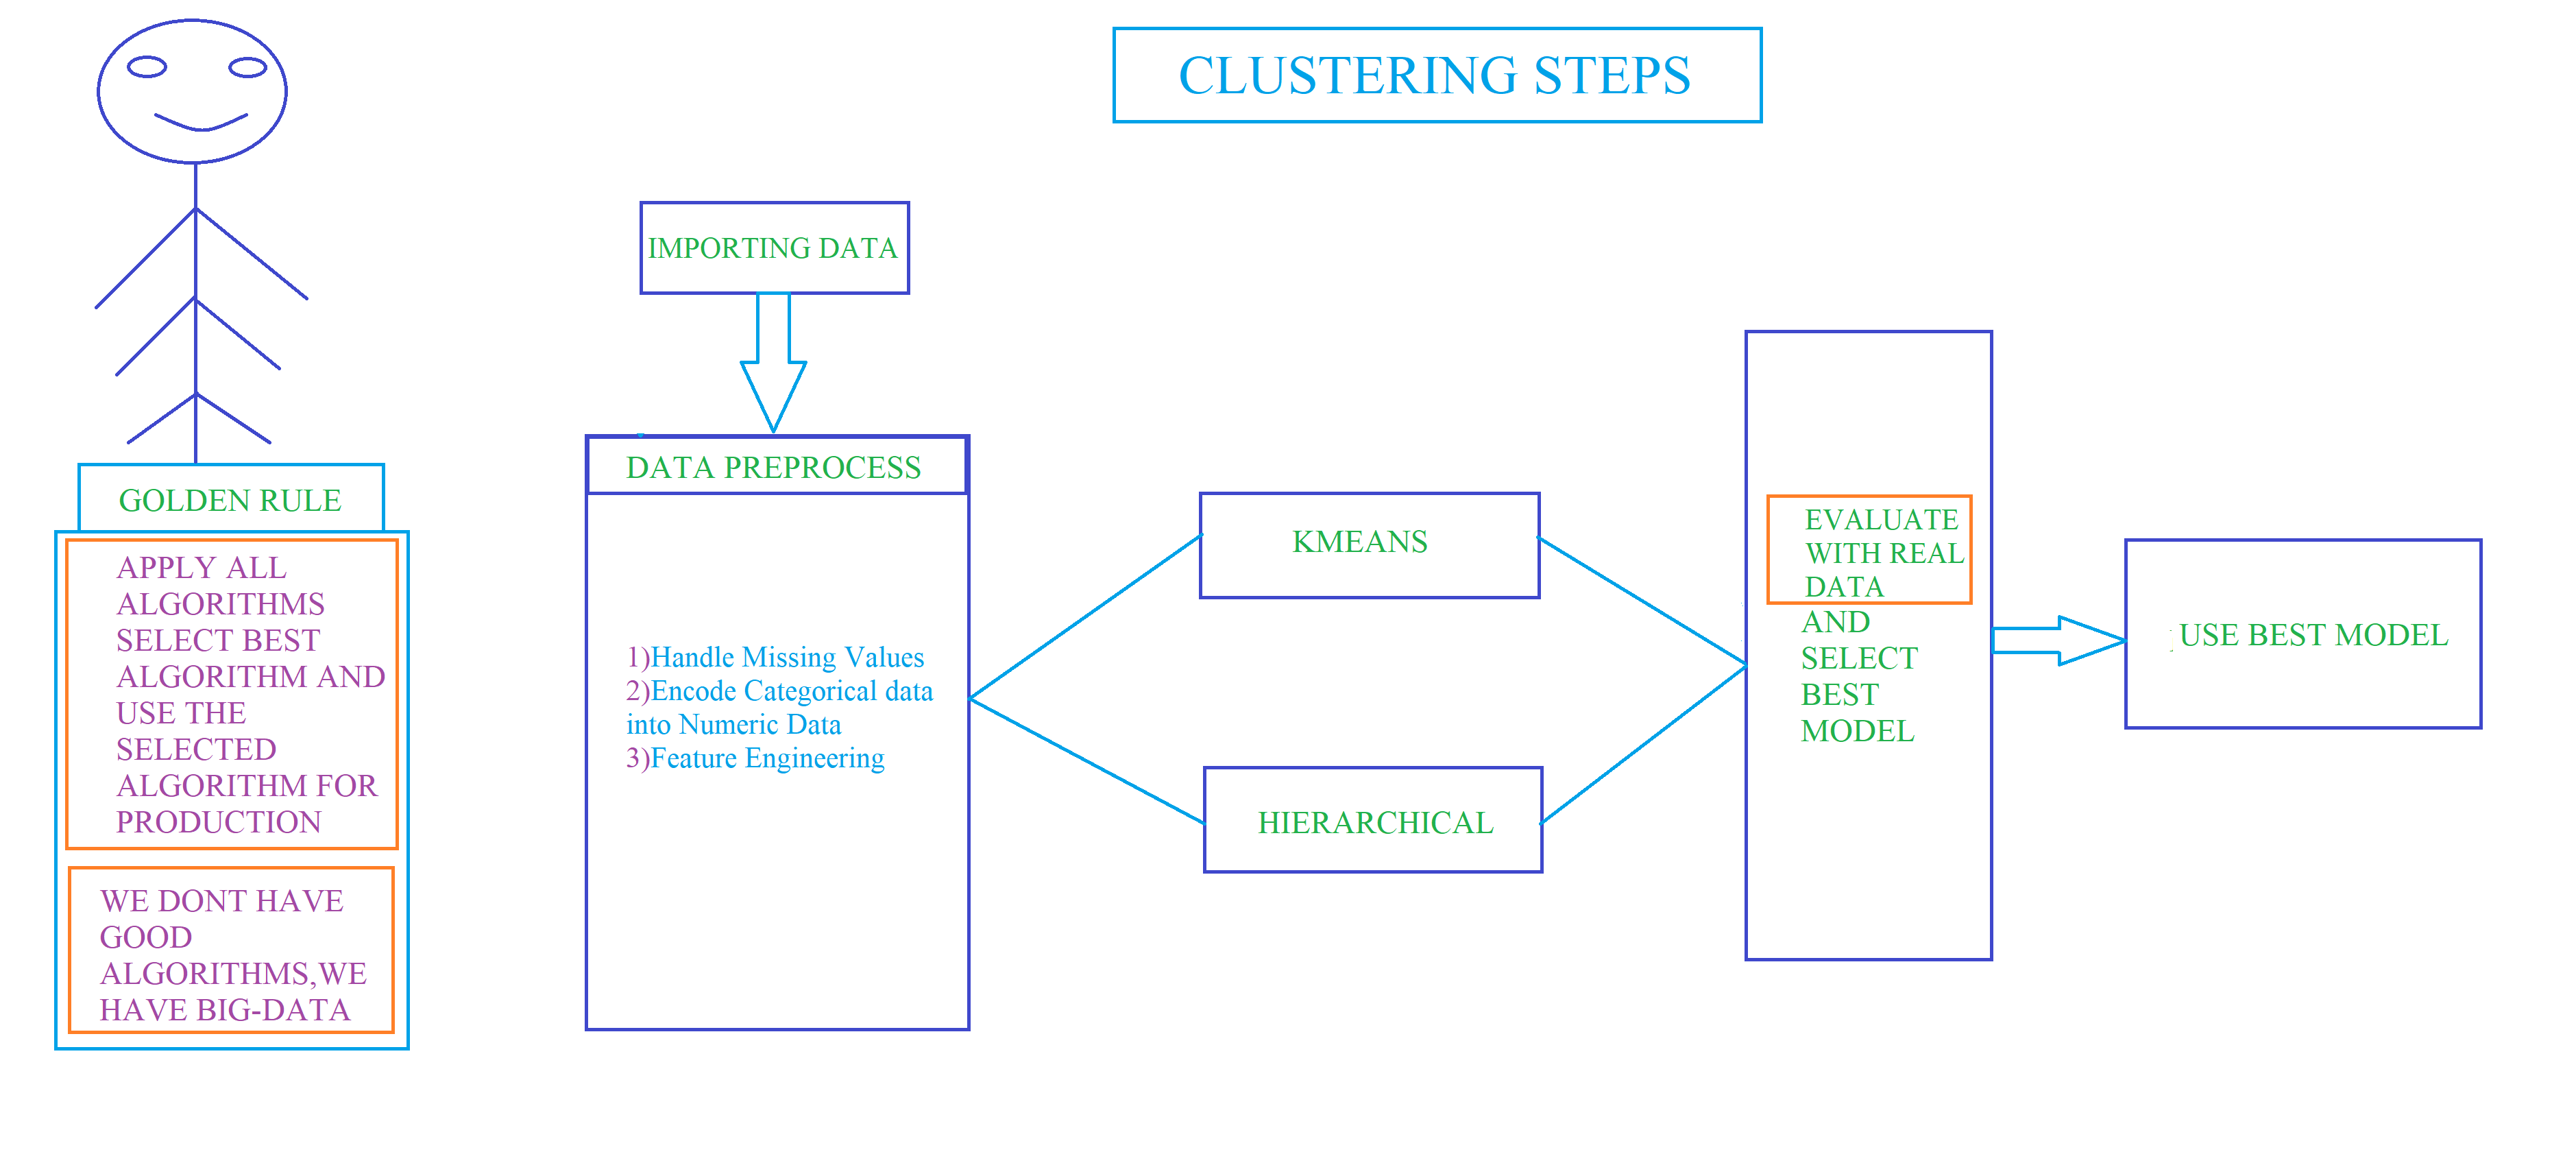 CLUSTERING STEPS
GOLDEN RULE
APPLY ALL
ALGORITHMS
SELECT BEST
ALGORITHM AND
USE THE
SELECTED
ALGORITHM FOR
PRODUCTION
WE DONT HAVE
GOOD
ALGORITHMS,WE
HAVE BIG-DATA
IMPORTING DATA
DATA PREPROCESS
1)Handle Missing Values
2)Encode Categorical data
into Numeric Data
3)Feature Engineering
KMEANS
HIERARCHICAL
EVALUATE
WITH REAL
DATA
AND
SELECT
BEST
MODEL
USE BEST MODEL